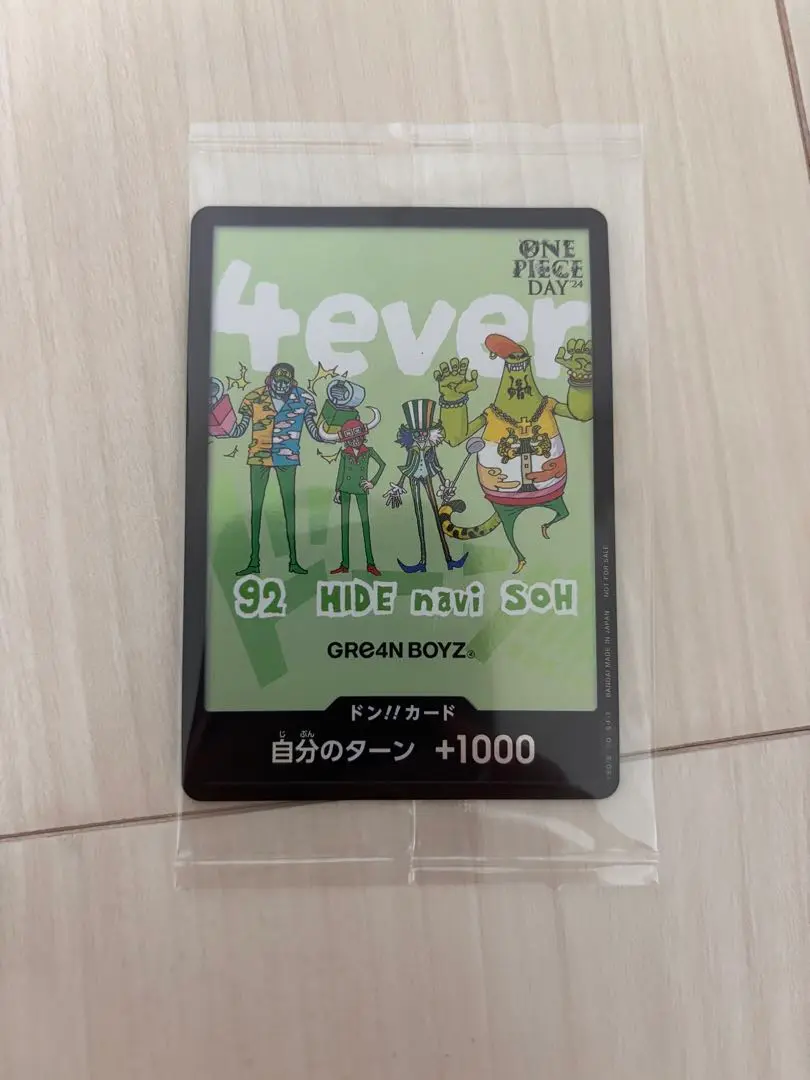 ONE
PIECE
DAY'24
4ever
92 HIDE navi SOH
GRe4N BOYZ
ドン!!カード
自分のターン +1000
じ ぶん
BANDAI MADE IN JAPAN NOT FOR SALE